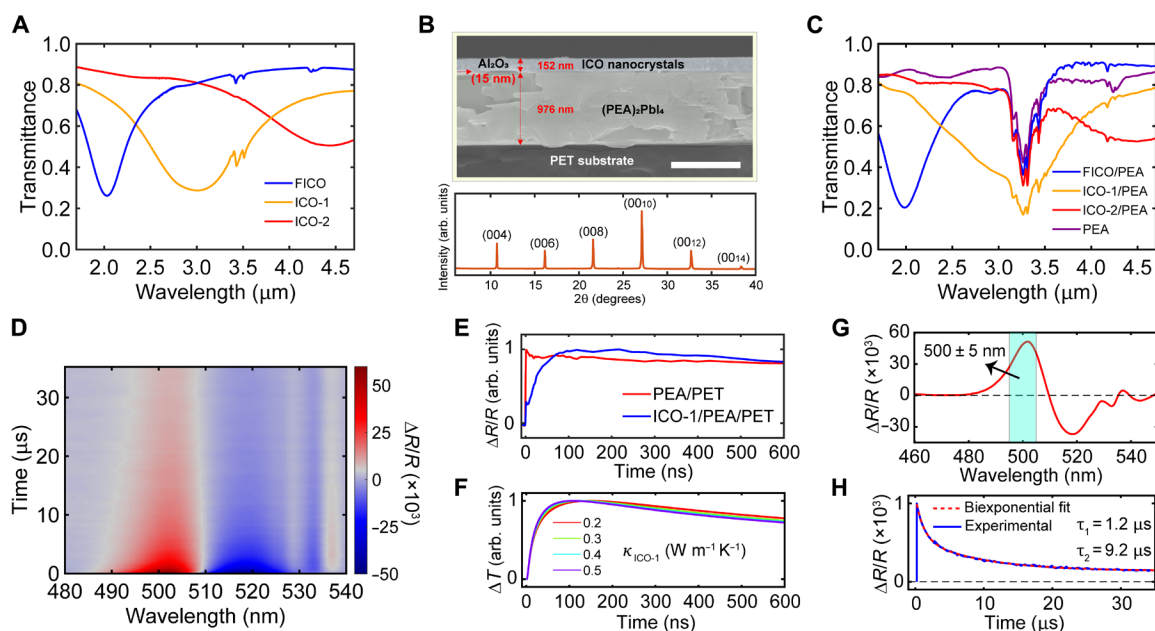 A
Transmittance
1.0
0.8
0.6
0.4
0.2
0.0
FICO
ICO-1
ICO-2
2.0 2.5 3.0 3.5 4.0 4.5
Wavelength (μm)
B
Al₂O₃
(15 nm)
152 nm
ICO nanocrystals
976 nm
(PEA)₂PbI₄
PET substrate
Intensity (arb. units)
(004)
(006)
(008)
(0010)
(0012)
(0014)
10 15 20 25 30 35 40
2θ (degrees)
C
Transmittance
1.0
0.8
0.6
0.4
0.2
0.0
FICO/PEA
ICO-1/PEA
ICO-2/PEA
PEA
2.0 2.5 3.0 3.5 4.0 4.5
Wavelength (μm)
D
Time (μs)
30
20
10
0
480 490 500 510 520 530 540
Wavelength (nm)
50
25
0
−25
−50
ΔR/R (×10³)
E
ΔR/R (arb. units)
1
0
PEA/PET
ICO-1/PEA/PET
0 100 200 300 400 500 600
Time (ns)
F
ΔT (arb. units)
1
0
0.2
0.3
0.4
0.5
κ ICO-1 (W m⁻¹ K⁻¹)
0 100 200 300 400 500 600
Time (ns)
G
ΔR/R (×10³)
60
30
0
−30
500 ± 5 nm
460 480 500 520 540
Wavelength (nm)
H
ΔR/R (×10³)
1
0
Biexponential fit
Experimental
τ₁ = 1.2 μs
τ₂ = 9.2 μs
0 10 20 30
Time (μs)